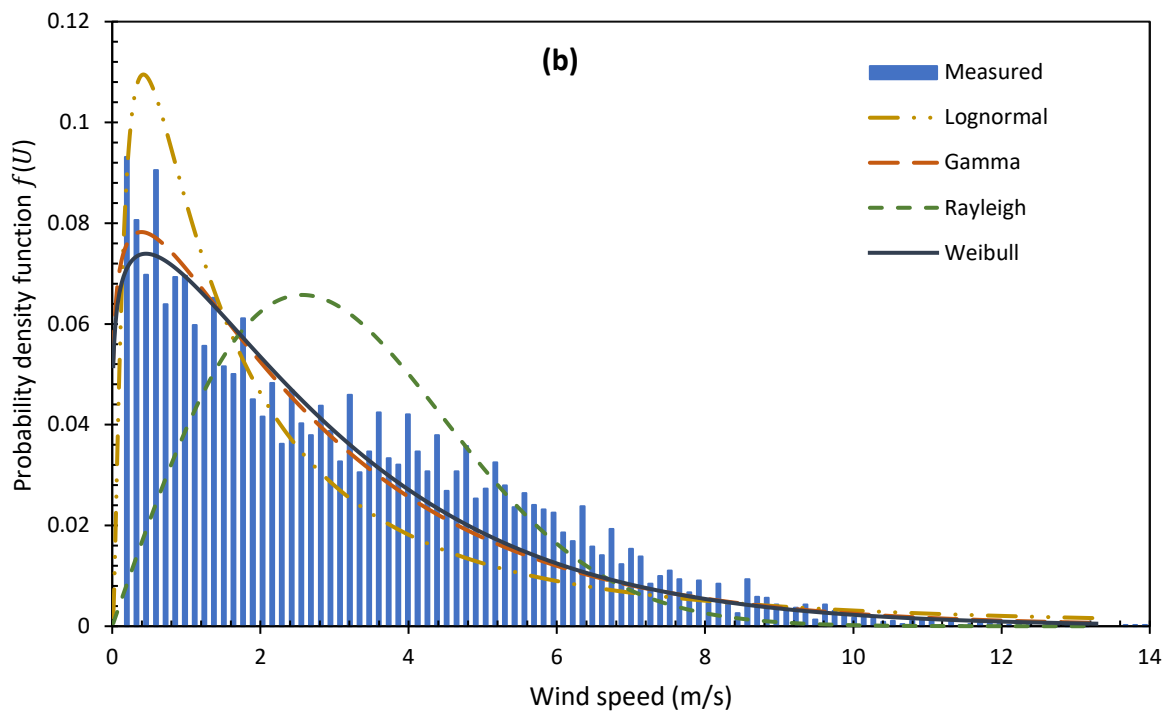 0.12
0.1
0.08
0.06
0.04
0.02
0
Probability density function f(U)
(b)
Measured
Lognormal
Gamma
Rayleigh
Weibull
0 2 4 6 8 10 12 14
Wind speed (m/s)